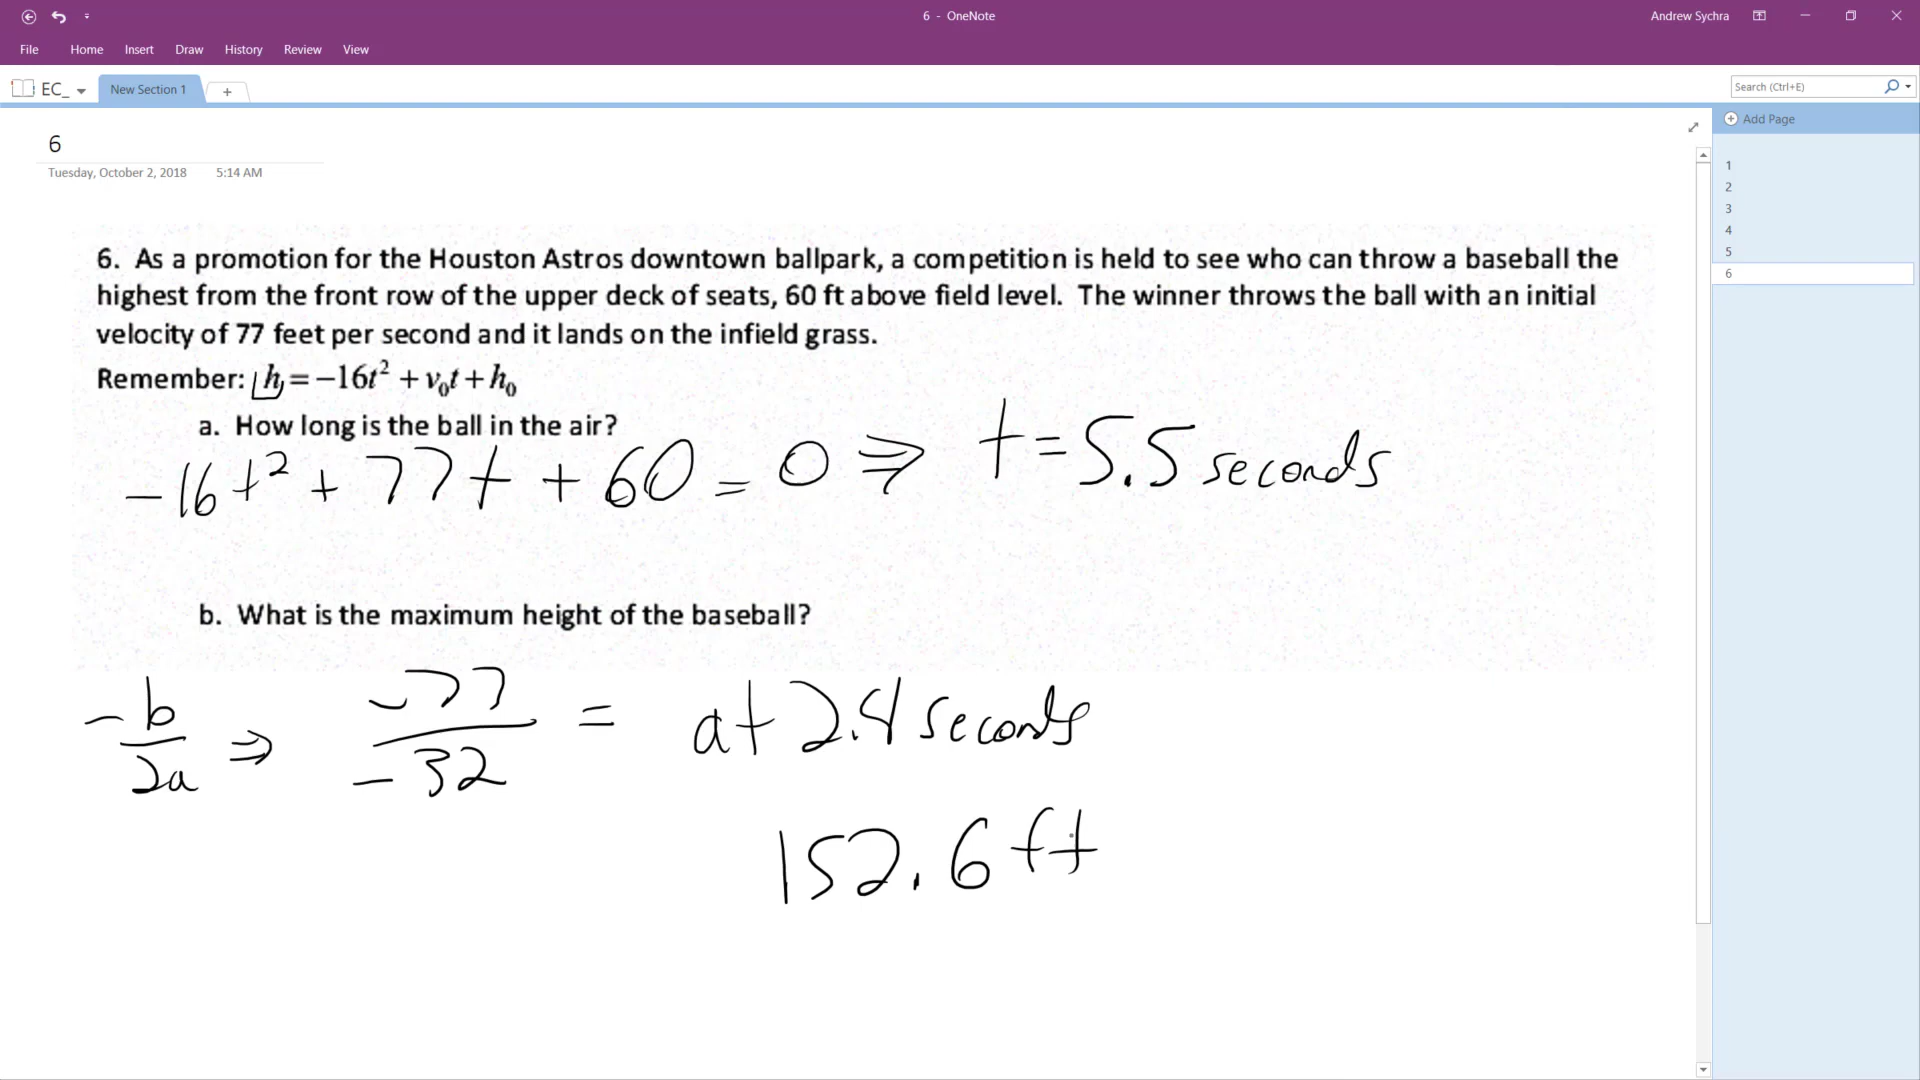 6 - OneNote
Andrew Sychra
File Home Insert Draw History Review View
EC_ New Section 1 +
Search (Ctrl+E)
Add Page
6
Tuesday, October 2, 2018 5:14 AM
1
2
3
4
5
6
6. As a promotion for the Houston Astros downtown ballpark, a competition is held to see who can throw a baseball the
highest from the front row of the upper deck of seats, 60 ft above field level. The winner throws the ball with an initial
velocity of 77 feet per second and it lands on the infield grass.
Remember: h = −16t² + v₀t + h₀
a. How long is the ball in the air?
−16t² + 77t + 60 = 0 ⇒ t = 5.5 seconds
b. What is the maximum height of the baseball?
−b/2a ⇒ −77/−32 = at 2.4 seconds
152.6 ft